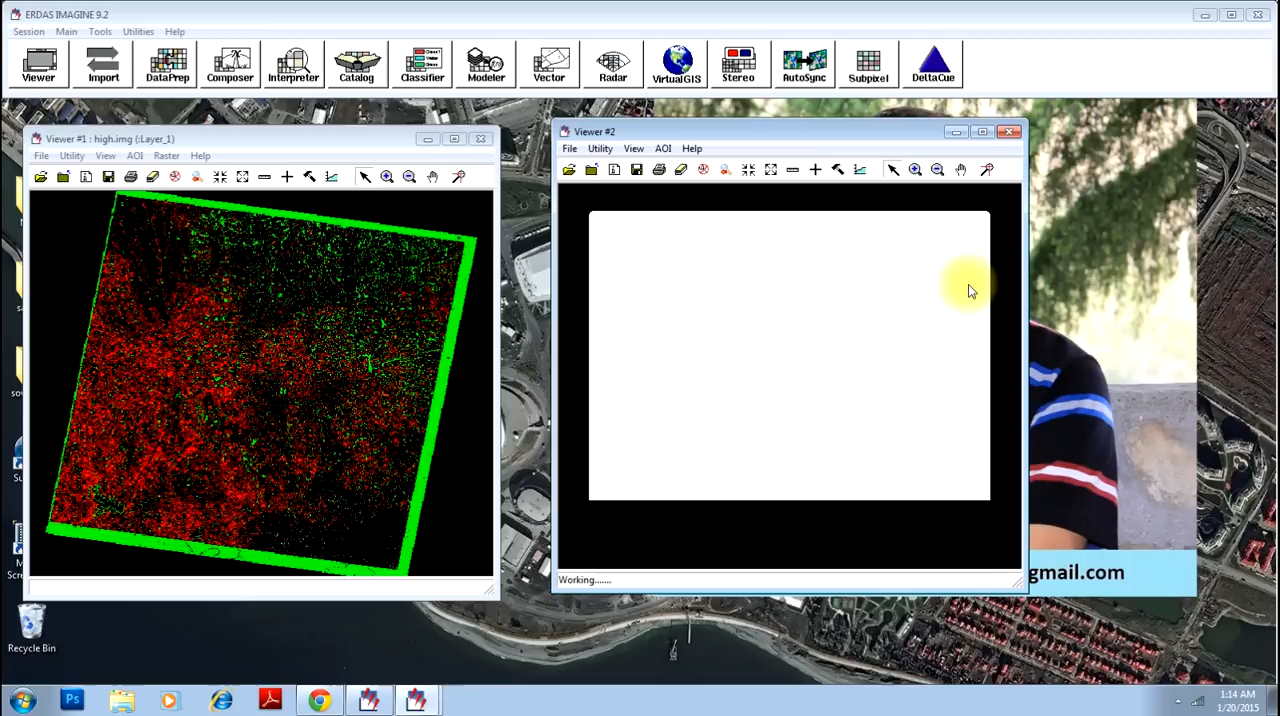 ERDAS IMAGINE 9.2
Session Main Tools Utilities Help
Viewer Import DataPrep Composer Interpreter Catalog Classifier Modeler Vector Radar VirtualGIS Stereo AutoSync Subpixel DeltaCue
Viewer #1 : high.img (:Layer_1)
File Utility View AOI Raster Help
Viewer #2
File Utility View AOI Help
Working.......
gmail.com
Recycle Bin
Ps
1:14 AM
1/20/2015